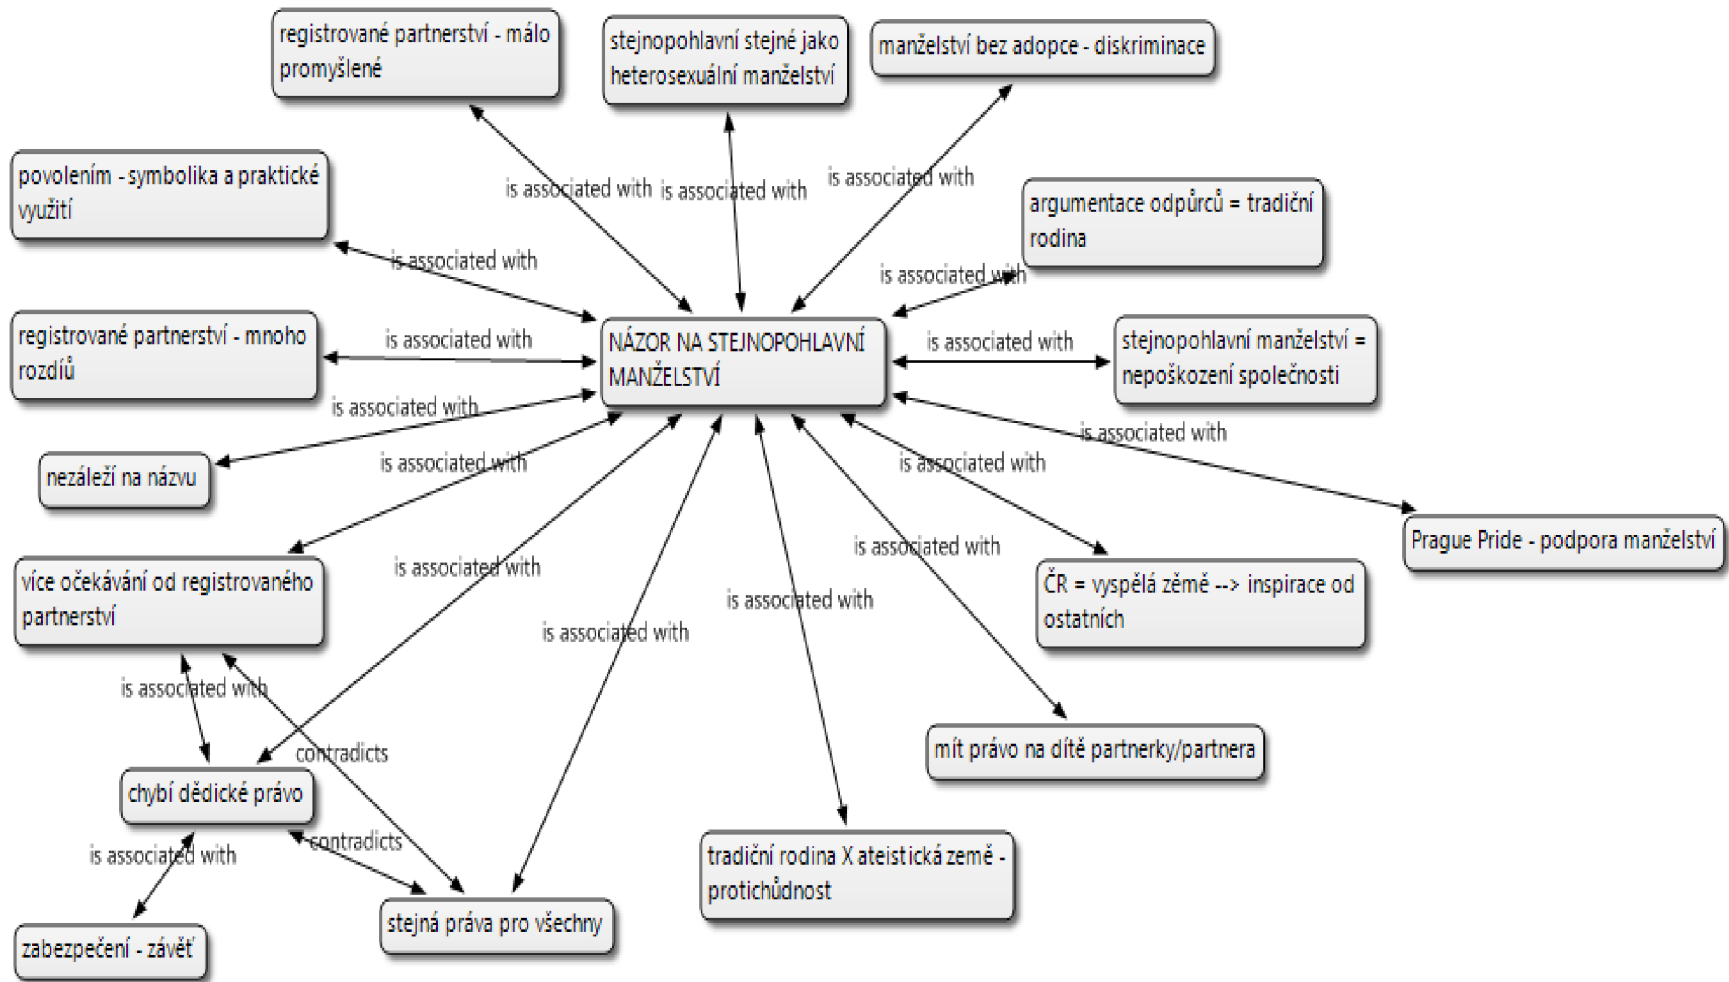 registrované partnerství - málo
promyšlené
stejnopohlavní stejné jako
heterosexuální manželství
manželství bez adopce - diskriminace
povolením - symbolika a praktické
využití
is associated with
is associated with
is associated with
argumentace odpůrců = tradiční
rodina
is associated with
is associated with
registrované partnerství - mnoho
rozdíů
is associated with
NÁZOR NA STEJNOPOHLAVNÍ
MANŽELSTVÍ
is associated with
stejnopohlavní manželství =
nepoškození společnosti
is associated with
is associated with
nezáleží na názvu
is associated with
is associated with
Prague Pride - podpora manželství
více očekávání od registrovaného
partnerství
is associated with
is associated with
ČR = vyspělá zěmě --> inspirace od
ostatních
is associated with
is associated with
is associated with
contradicts
mít právo na dítě partnerky/partnera
chybí dědické právo
is associated with
contradicts
tradiční rodina X ateistická země -
protichůdnost
stejná práva pro všechny
zabezpečení - závěť